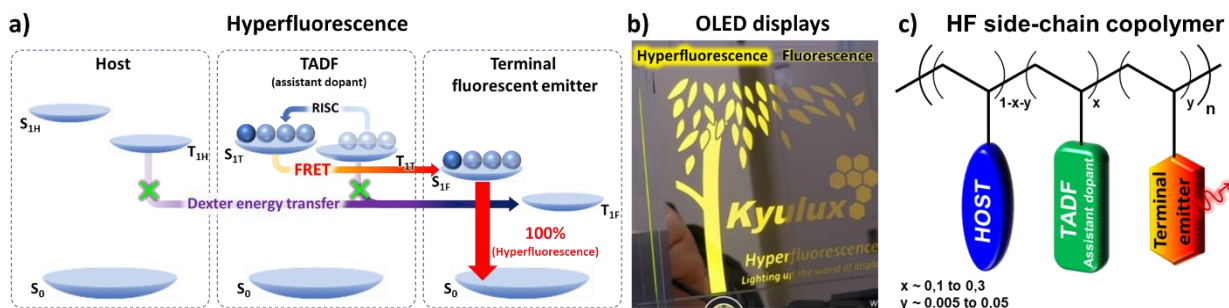 a) Hyperfluorescence
Host
TADF
(assistant dopant)
Terminal
fluorescent emitter
RISC
S1H
T1H
S1T
T1T
FRET
S1F
Dexter energy transfer
T1F
100%
(Hyperfluorescence)
S0
S0
S0
b) OLED displays
Hyperfluorescence Fluorescence
Kyulux
Hyperfluorescence
Lighting up the world of displa
W
c) HF side-chain copolymer
1-x-y
x
y
n
HOST
TADF
Assistant dopant
Terminal
emitter
x ~ 0,1 to 0,3
y ~ 0.005 to 0.05